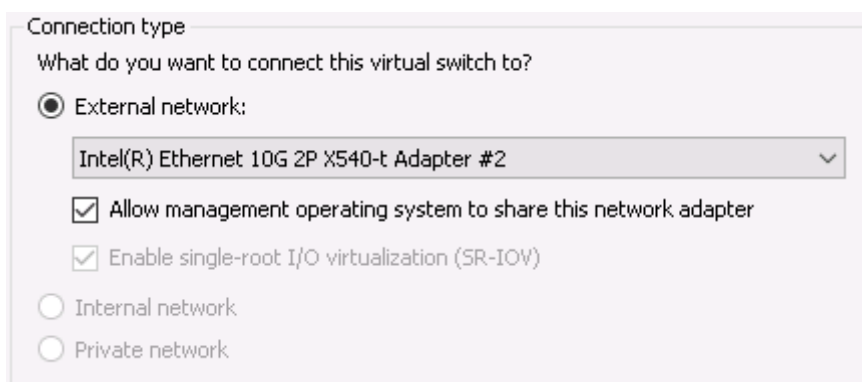 Connection type
What do you want to connect this virtual switch to?
External network:
Intel(R) Ethernet 10G 2P X540-t Adapter #2
Allow management operating system to share this network adapter
Enable single-root I/O virtualization (SR-IOV)
Internal network
Private network